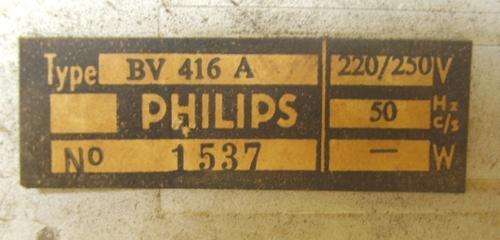 Type BV 416 A 220/250 V
PHILIPS 50 Hz c/s
No 1537 — W